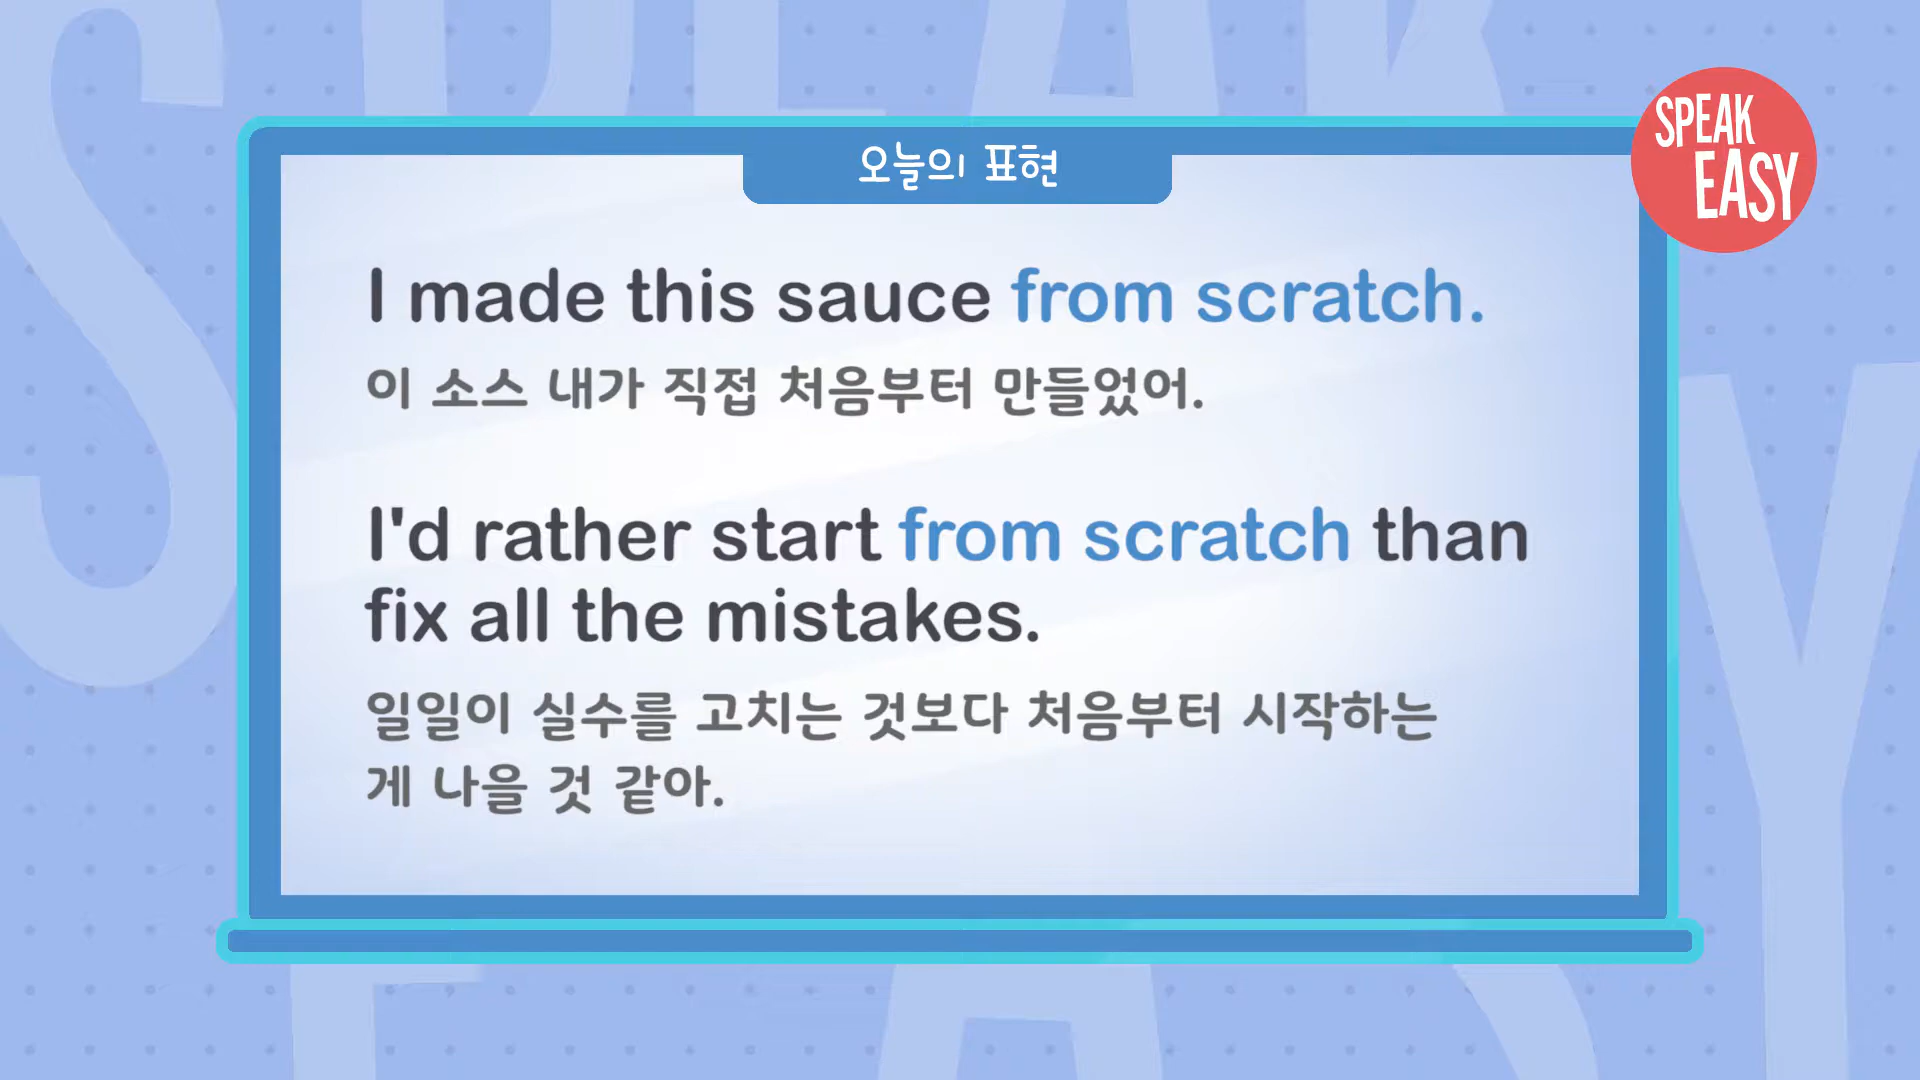 SPEAK
EASY
오늘의 표현
I made this sauce from scratch.
이 소스 내가 직접 처음부터 만들었어.
I'd rather start from scratch than
fix all the mistakes.
일일이 실수를 고치는 것보다 처음부터 시작하는
게 나을 것 같아.